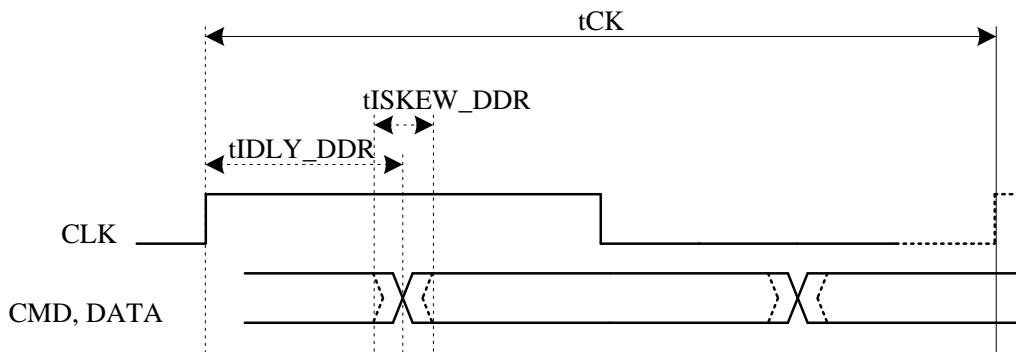 tCK
tISKEW_DDR
tIDLY_DDR
CLK
CMD, DATA